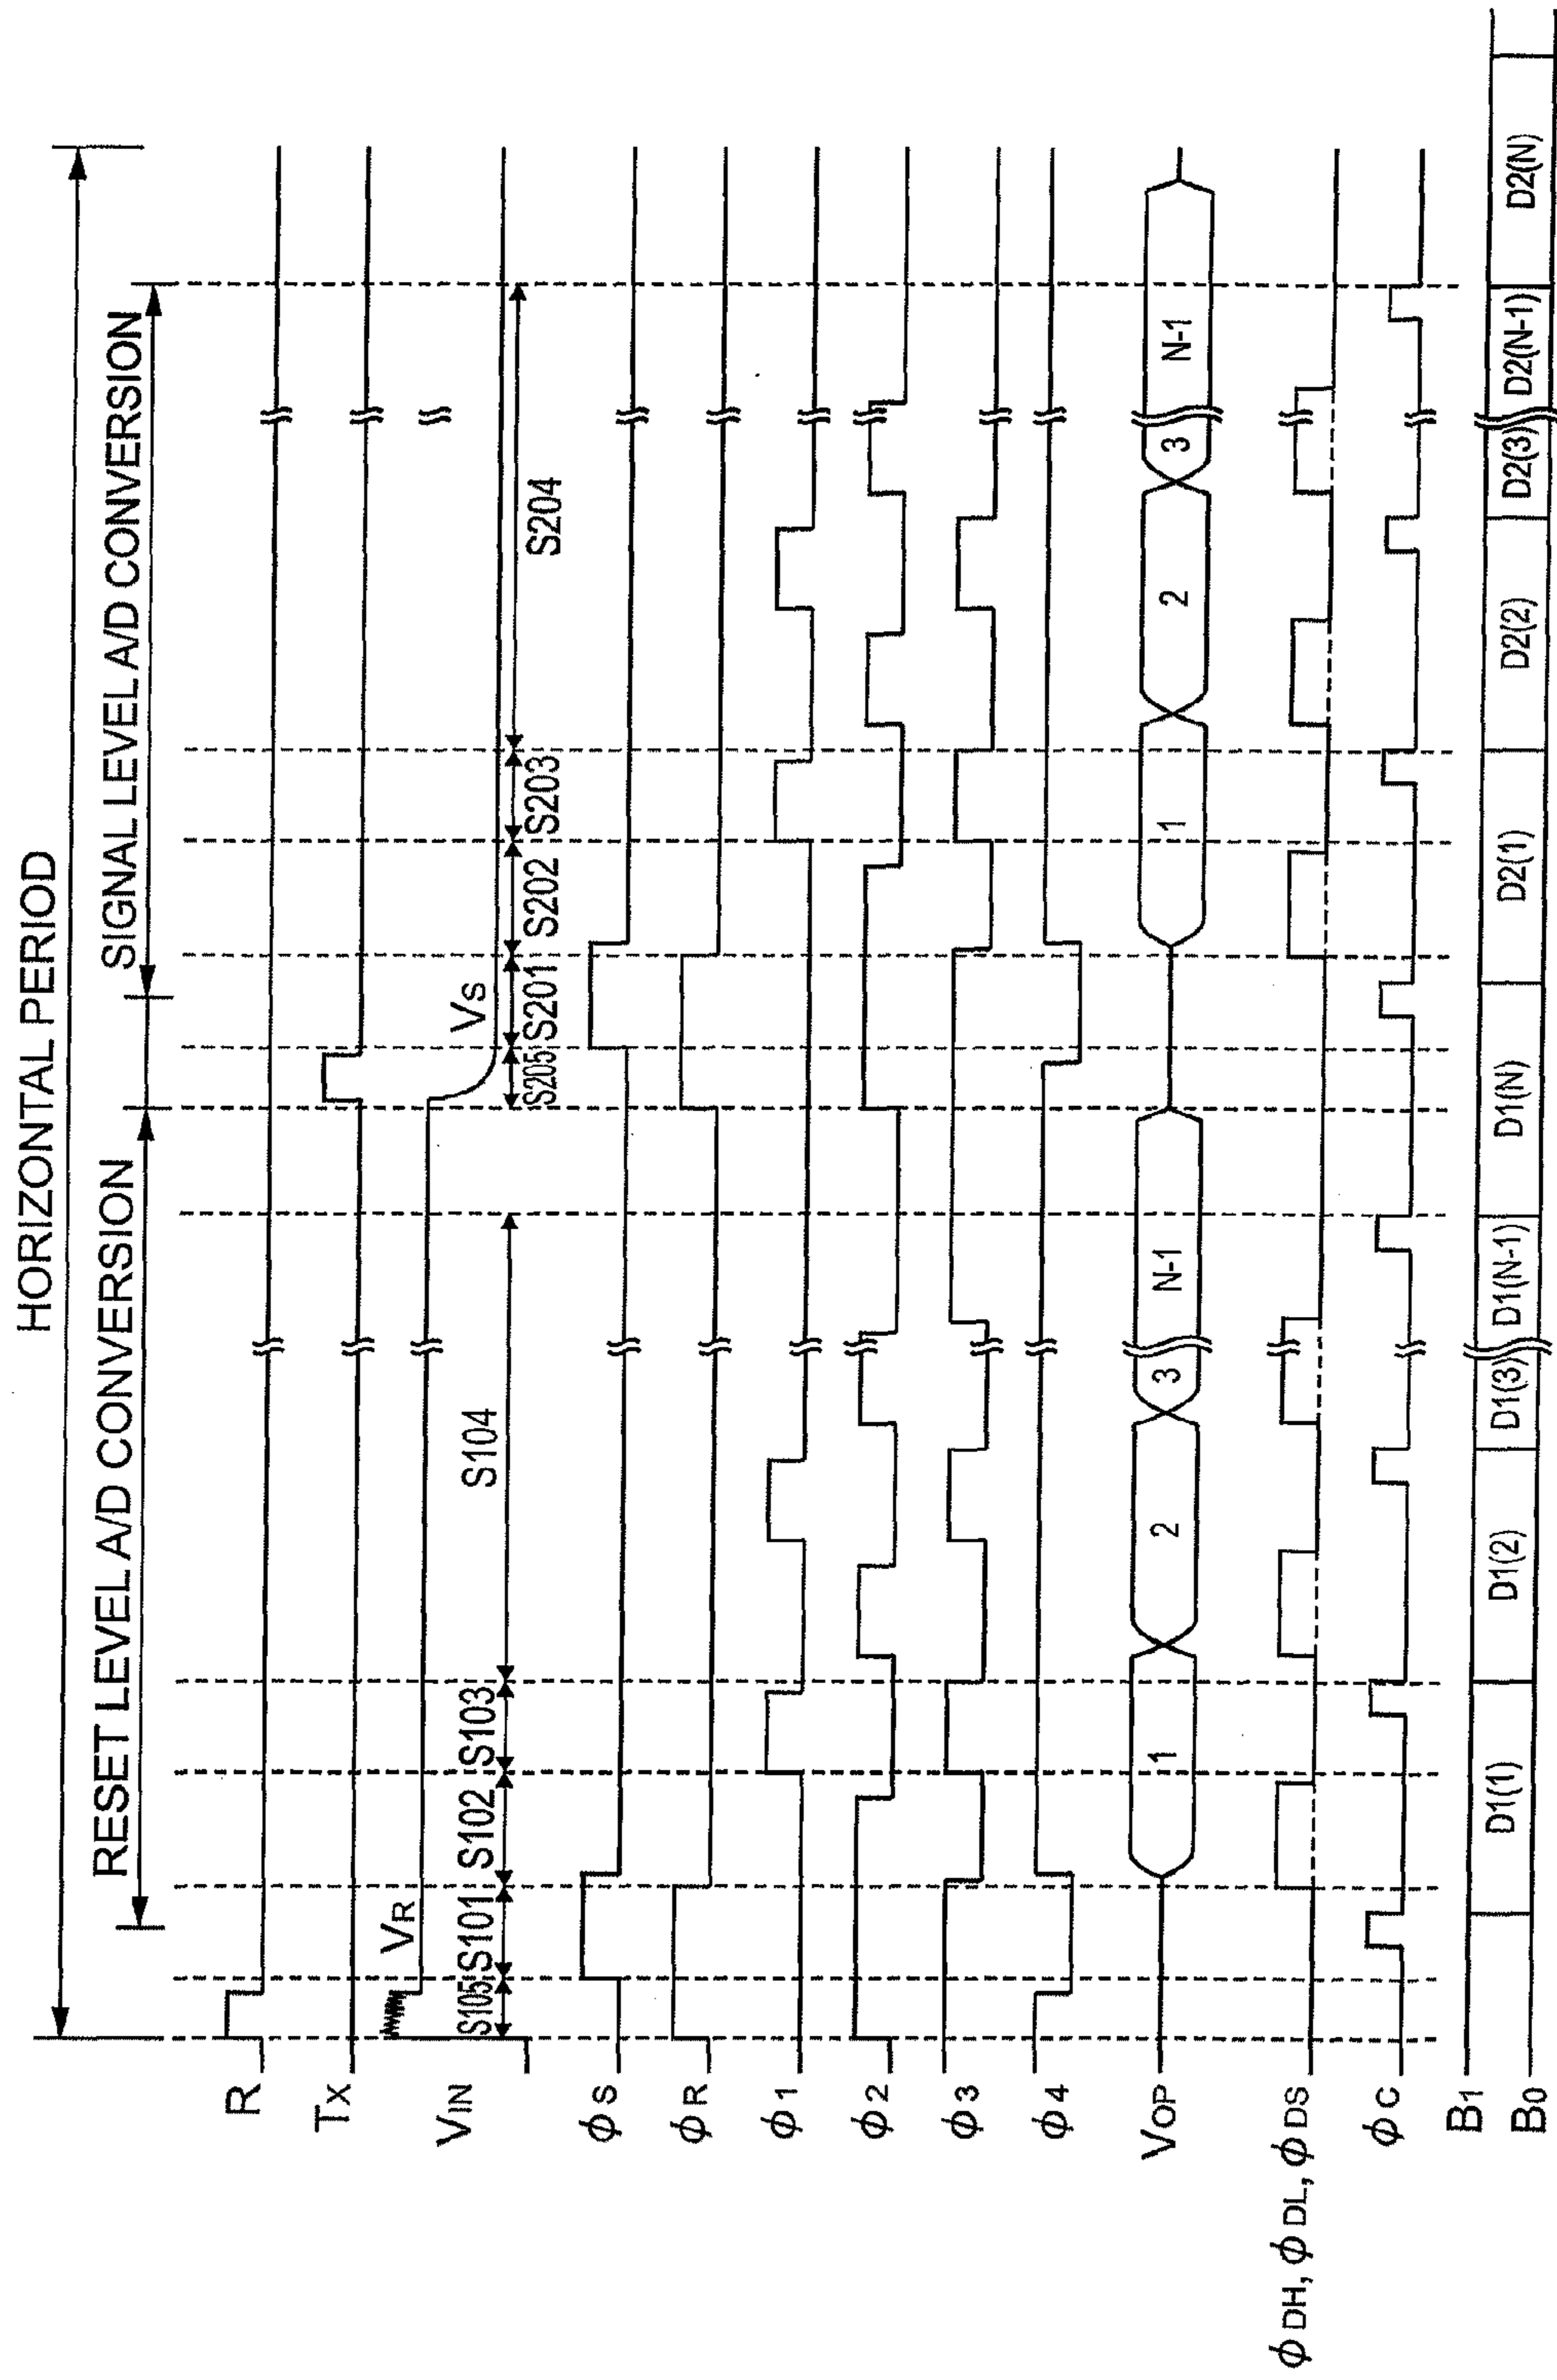 HORIZONTAL PERIOD
RESET LEVEL A/D CONVERSION
SIGNAL LEVEL A/D CONVERSION
R
TX
VIN
VR
VS
S105
S101
S102
S103
S104
S205
S201
S202
S203
S204
ϕS
ϕR
ϕ1
ϕ2
ϕ3
ϕ4
VOP
1
2
3
N-1
1
2
3
N-1
ϕDH, ϕDL, ϕDS
ϕC
B1
B0
D1(1)
D1(2)
D1(3)
D1(N-1)
D1(N)
D2(1)
D2(2)
D2(3)
D2(N-1)
D2(N)